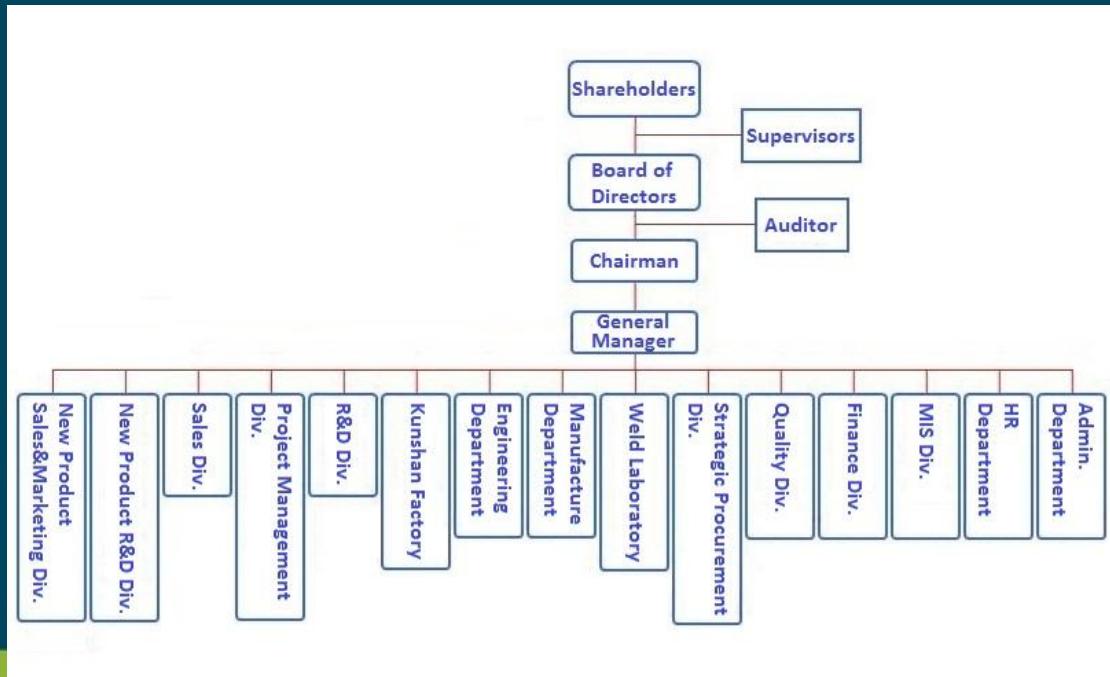 Shareholders
Supervisors
Board of
Directors
Auditor
Chairman
General
Manager
New Product
Sales&Marketing Div.
New Product R&D Div.
Sales Div.
Project Management
Div.
R&D Div.
Kunshan Factory
Engineering
Department
Manufacture
Department
Weld Laboratory
Strategic Procurement
Div.
Quality Div.
Finance Div.
MIS Div.
HR
Department
Admin.
Department